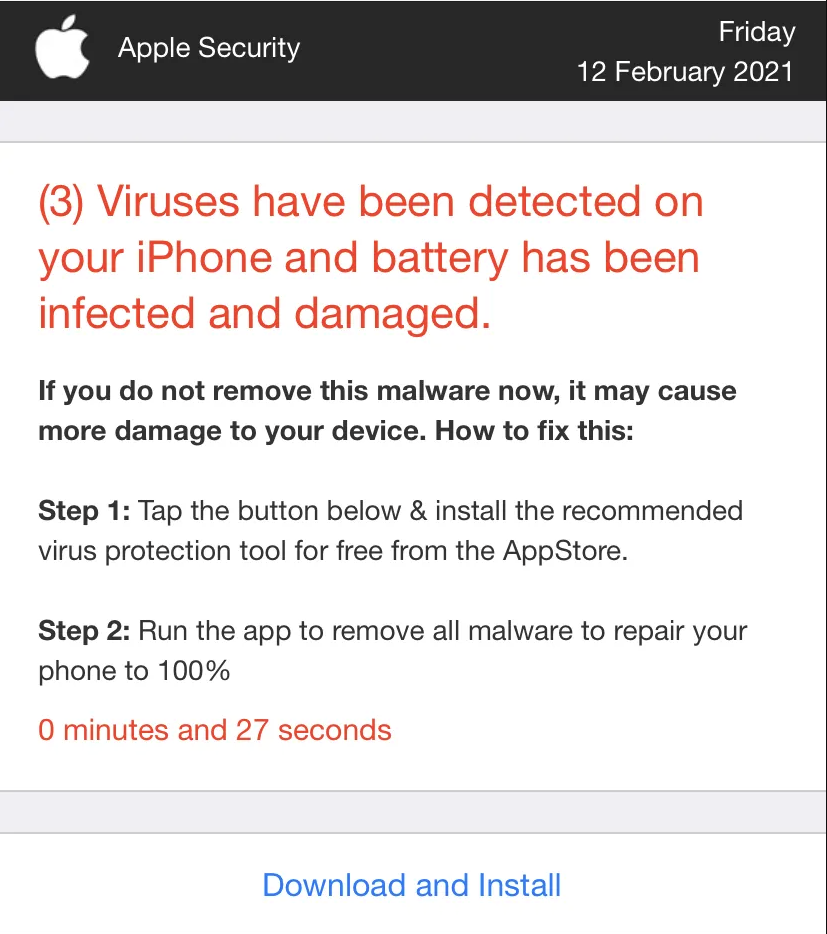 Apple Security
Friday
12 February 2021
(3) Viruses have been detected on
your iPhone and battery has been
infected and damaged.
If you do not remove this malware now, it may cause
more damage to your device. How to fix this:
Step 1: Tap the button below & install the recommended
virus protection tool for free from the AppStore.
Step 2: Run the app to remove all malware to repair your
phone to 100%
0 minutes and 27 seconds
Download and Install